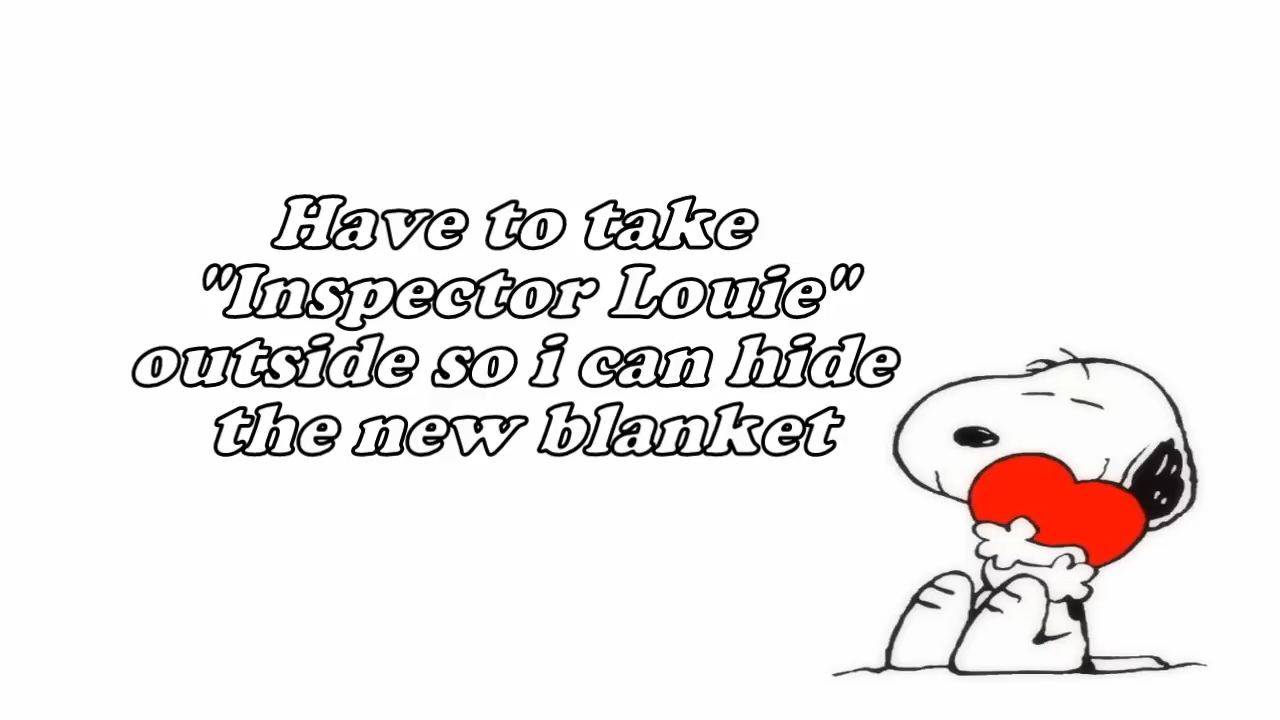 Have to take
"Inspector Louie"
outside so i can hide
the new blanket